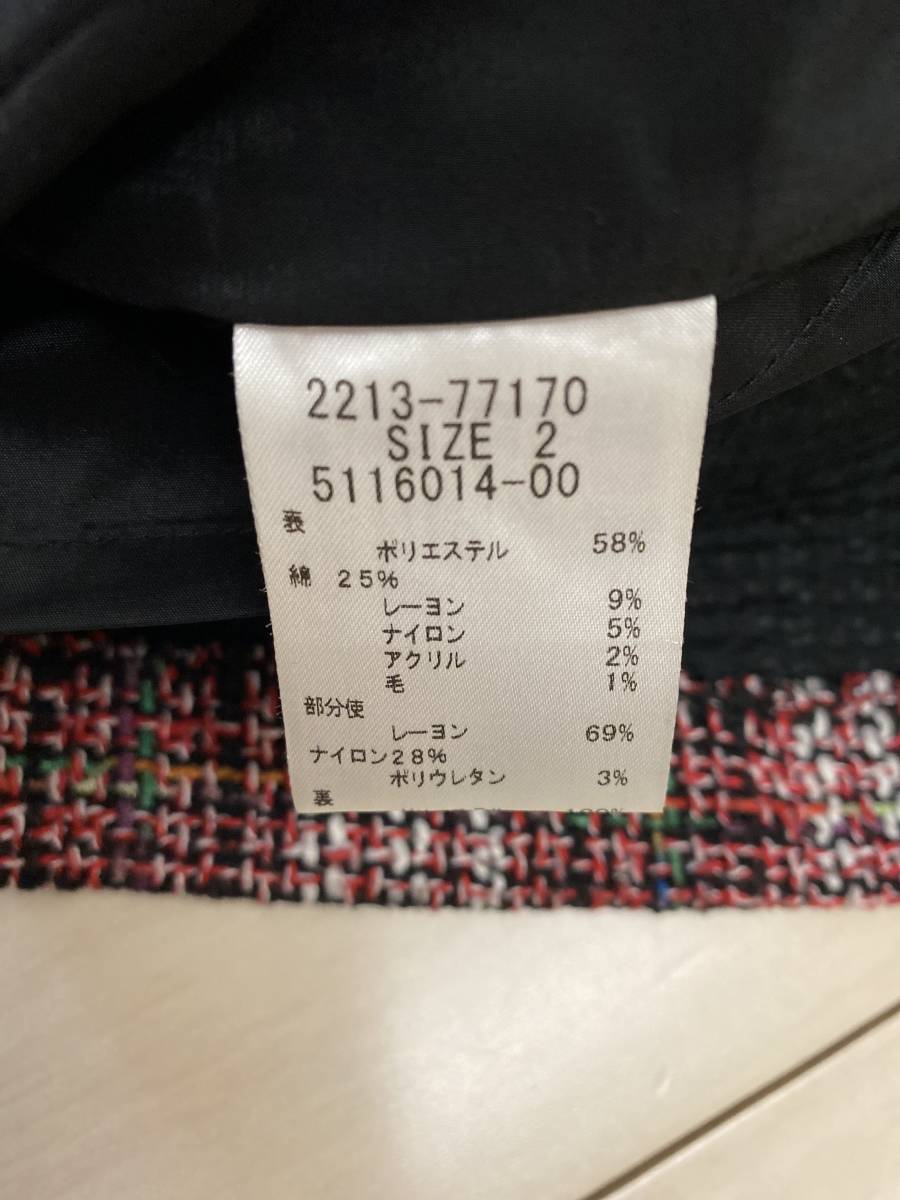 2213-77170
SIZE 2
5116014-00
表
ポリエステル 58%
綿 25%
レーヨン 9%
ナイロン 5%
アクリル 2%
毛 1%
部分使
レーヨン 69%
ナイロン28%
ポリウレタン 3%
裏